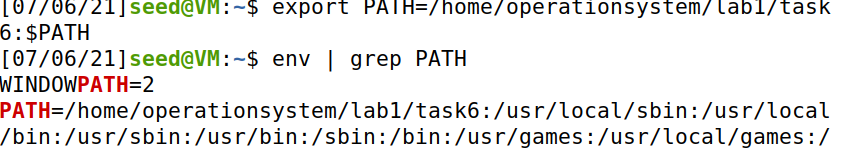 [07/06/21]seed@VM:~$ export PATH=/home/operationsystem/lab1/task
6:$PATH
[07/06/21]seed@VM:~$ env | grep PATH
WINDOWPATH=2
PATH=/home/operationsystem/lab1/task6:/usr/local/sbin:/usr/local
/bin:/usr/sbin:/usr/bin:/sbin:/bin:/usr/games:/usr/local/games:/